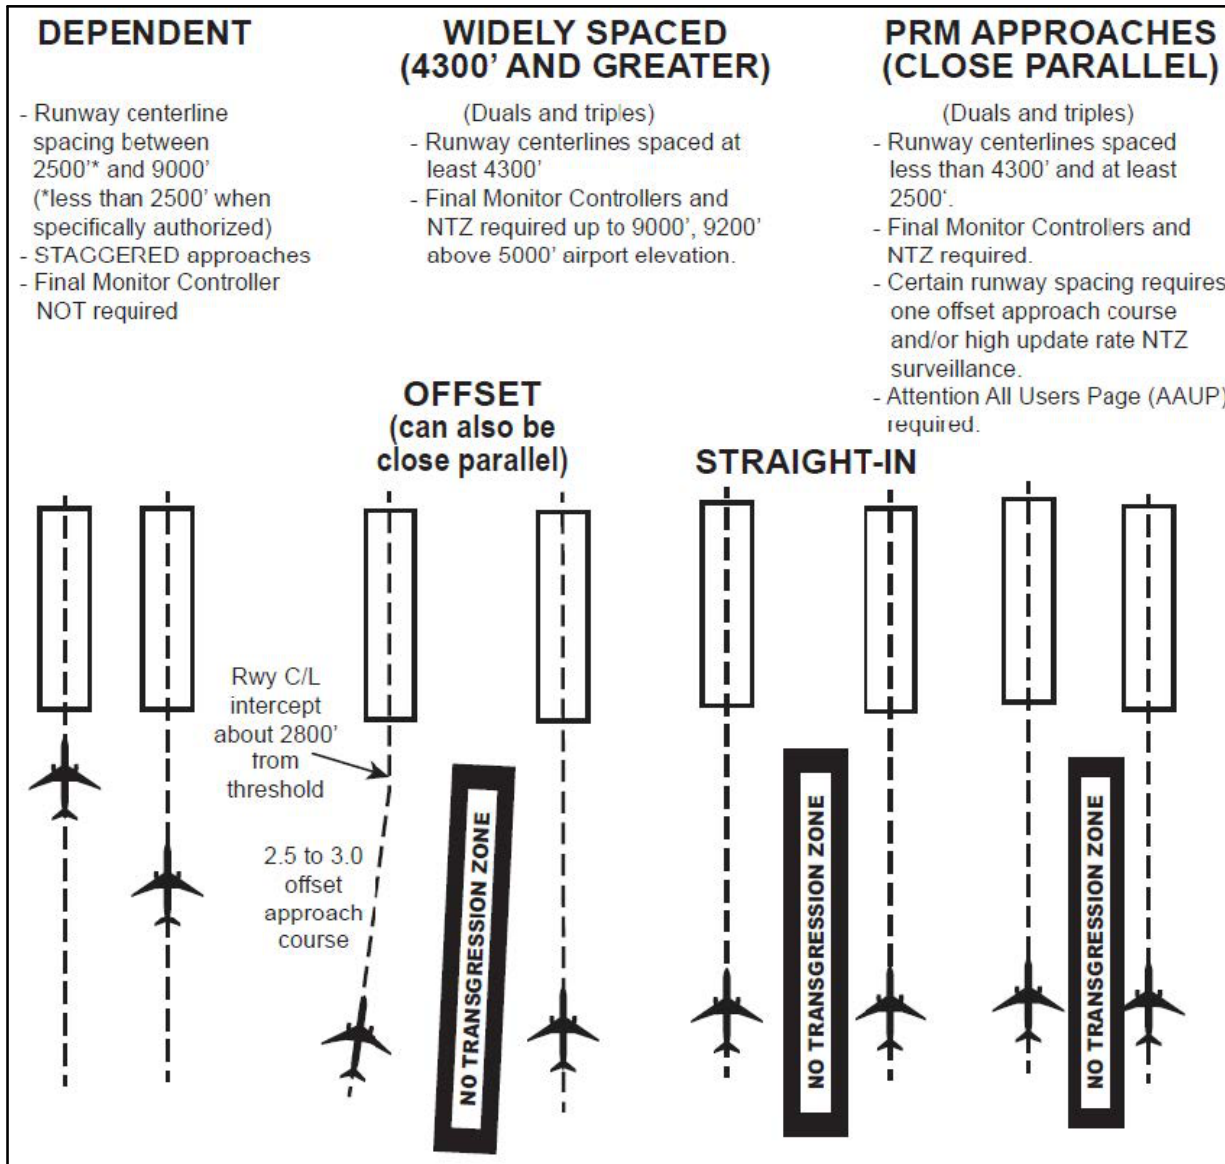 DEPENDENT
- Runway centerline
spacing between
2500'* and 9000'
(*less than 2500' when
specifically authorized)
- STAGGERED approaches
- Final Monitor Controller
NOT required
WIDELY SPACED
(4300' AND GREATER)
(Duals and triples)
- Runway centerlines spaced at
least 4300'
- Final Monitor Controllers and
NTZ required up to 9000', 9200'
above 5000' airport elevation.
PRM APPROACHES
(CLOSE PARALLEL)
(Duals and triples)
- Runway centerlines spaced
less than 4300' and at least
2500'.
- Final Monitor Controllers and
NTZ required.
- Certain runway spacing requires
one offset approach course
and/or high update rate NTZ
surveillance.
- Attention All Users Page (AAUP)
required.
OFFSET
(can also be
close parallel)
STRAIGHT-IN
Rwy C/L
intercept
about 2800'
from
threshold
2.5 to 3.0
offset
approach
course
NO TRANSGRESSION ZONE
NO TRANSGRESSION ZONE
NO TRANSGRESSION ZONE